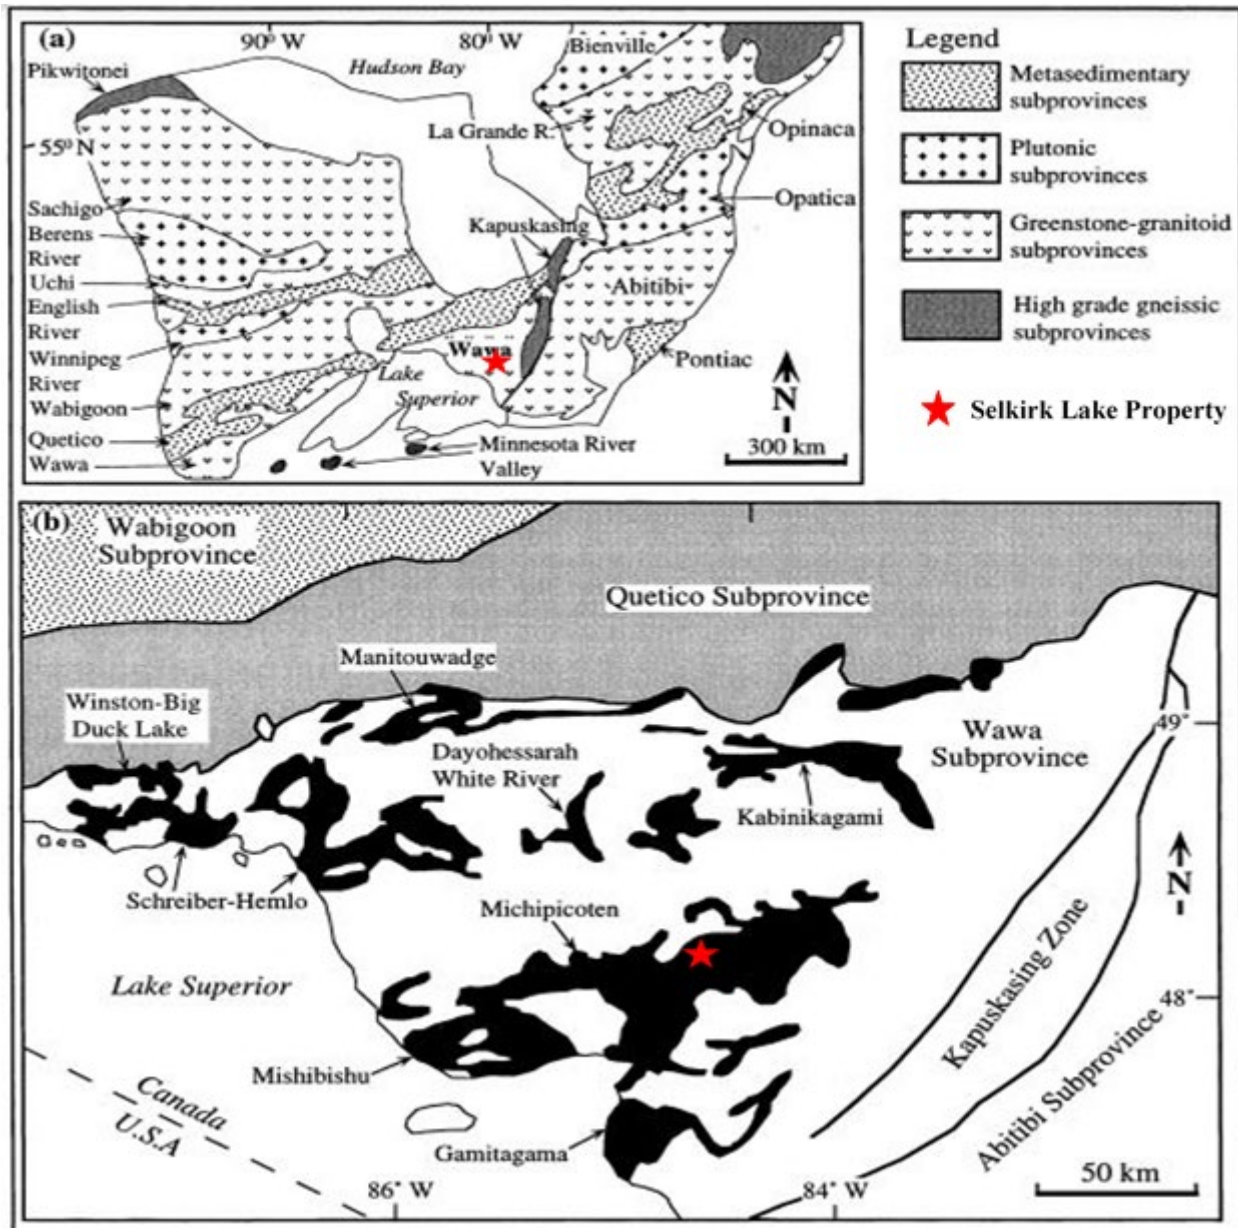 (a)
90° W
80° W
Hudson Bay
Bienville
Pikwitonei
La Grande R.
Opinaca
55° N
Opatica
Sachigo
Kapuskasing
Berens
River
Uchi
Abitibi
English
River
Winnipeg
River
Wawa
Pontiac
Lake
Superior
Wabigoon
N
Quetico
Minnesota River
Valley
Wawa
300 km
Legend
Metasedimentary
subprovinces
Plutonic
subprovinces
Greenstone-granitoid
subprovinces
High grade gneissic
subprovinces
Selkirk Lake Property
(b)
Wabigoon
Subprovince
Quetico Subprovince
Manitouwadge
Winston-Big
Duck Lake
Dayohessarah
White River
Wawa
Subprovince
49°
Kabinikagami
Schreiber-Hemlo
N
Michipicoten
Lake Superior
48°
Kapuskasing Zone
Mishibishu
Abitibi Subprovince
Canada
U.S.A
Gamitagama
86° W
84° W
50 km